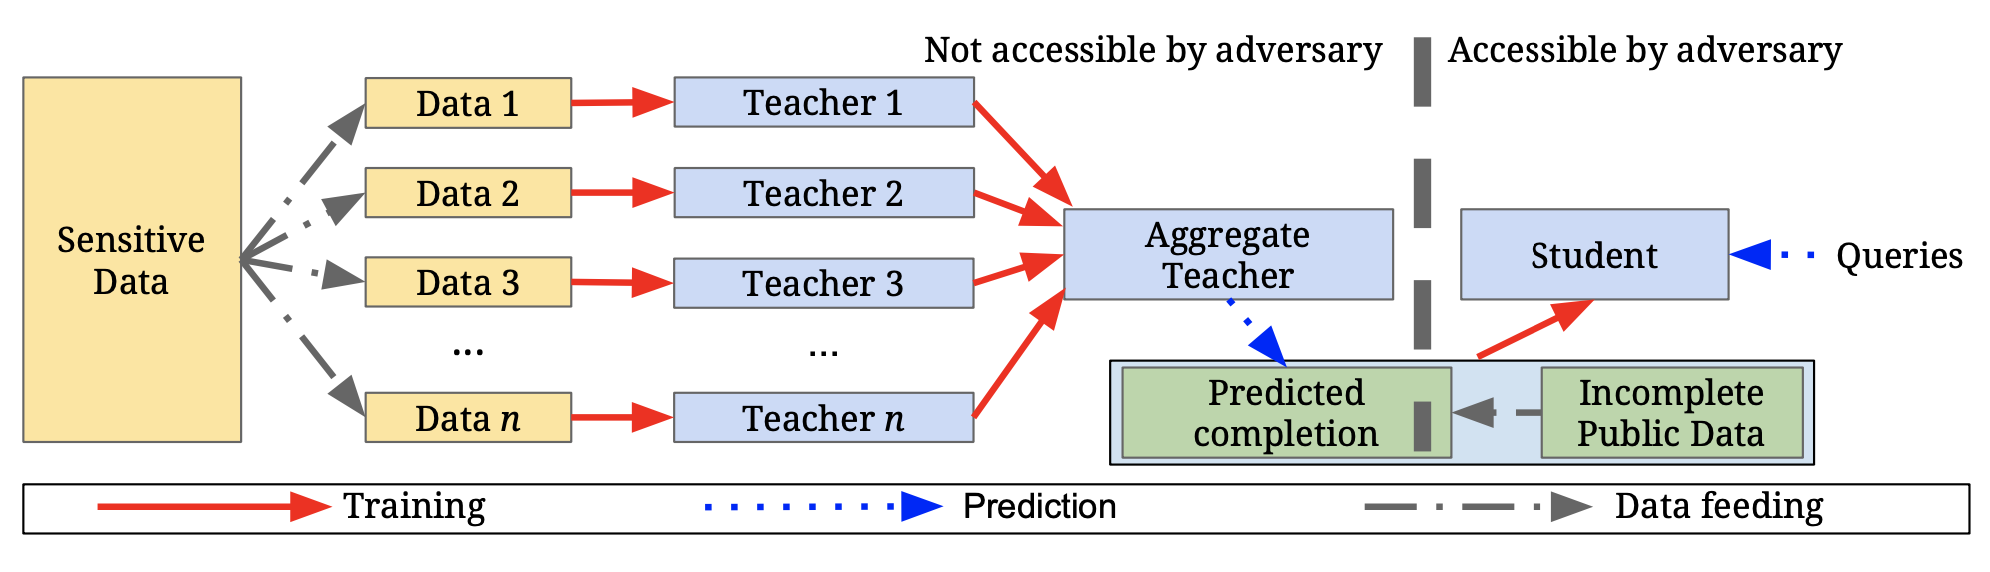 Not accessible by adversary
Accessible by adversary
Sensitive
Data
Data 1
Teacher 1
Data 2
Teacher 2
Data 3
Teacher 3
...
...
Data n
Teacher n
Aggregate
Teacher
Student
Queries
Predicted
completion
Incomplete
Public Data
Training
Prediction
Data feeding